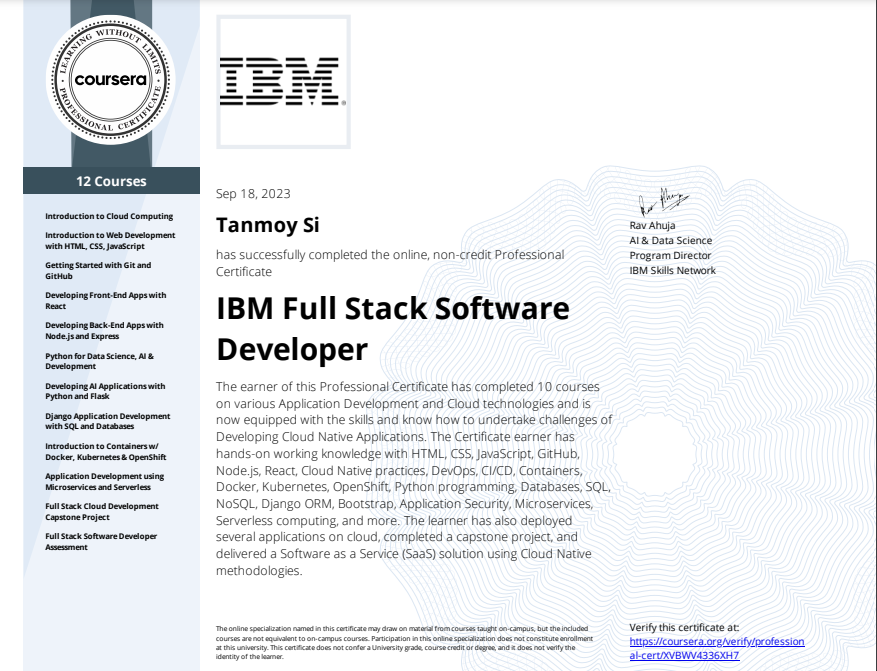 LEARNING WITHOUT LIMITS
coursera
PROFESSIONAL CERTIFICATE
IBM
12 Courses
Introduction to Cloud Computing
Introduction to Web Development
with HTML, CSS, JavaScript
Getting Started with Git and
GitHub
Developing Front-End Apps with
React
Developing Back-End Apps with
Node.js and Express
Python for Data Science, AI &
Development
Developing AI Applications with
Python and Flask
Django Application Development
with SQL and Databases
Introduction to Containers w/
Docker, Kubernetes & OpenShift
Application Development using
Microservices and Serverless
Full Stack Cloud Development
Capstone Project
Full Stack Software Developer
Assessment
Sep 18, 2023
Tanmoy Si
has successfully completed the online, non-credit Professional
Certificate
IBM Full Stack Software
Developer
The earner of this Professional Certificate has completed 10 courses
on various Application Development and Cloud technologies and is
now equipped with the skills and know how to undertake challenges of
Developing Cloud Native Applications. The Certificate earner has
hands-on working knowledge with HTML, CSS, JavaScript, GitHub,
Node.js, React, Cloud Native practices, DevOps, CI/CD, Containers,
Docker, Kubernetes, OpenShift, Python programming, Databases, SQL,
NoSQL, Django ORM, Bootstrap, Application Security, Microservices,
Serverless computing, and more. The learner has also deployed
several applications on cloud, completed a capstone project, and
delivered a Software as a Service (SaaS) solution using Cloud Native
methodologies.
Rav Ahuja
Rav Ahuja
AI & Data Science
Program Director
IBM Skills Network
The online specialization named in this certificate may draw on material from courses taught on-campus, but the included
courses are not equivalent to on-campus courses. Participation in this online specialization does not constitute enrollment
at this university. This certificate does not confer a University grade, course credit or degree, and it does not verify the
identity of the learner.
Verify this certificate at:
https://coursera.org/verify/profession
al-cert/XVBWV4336XH7